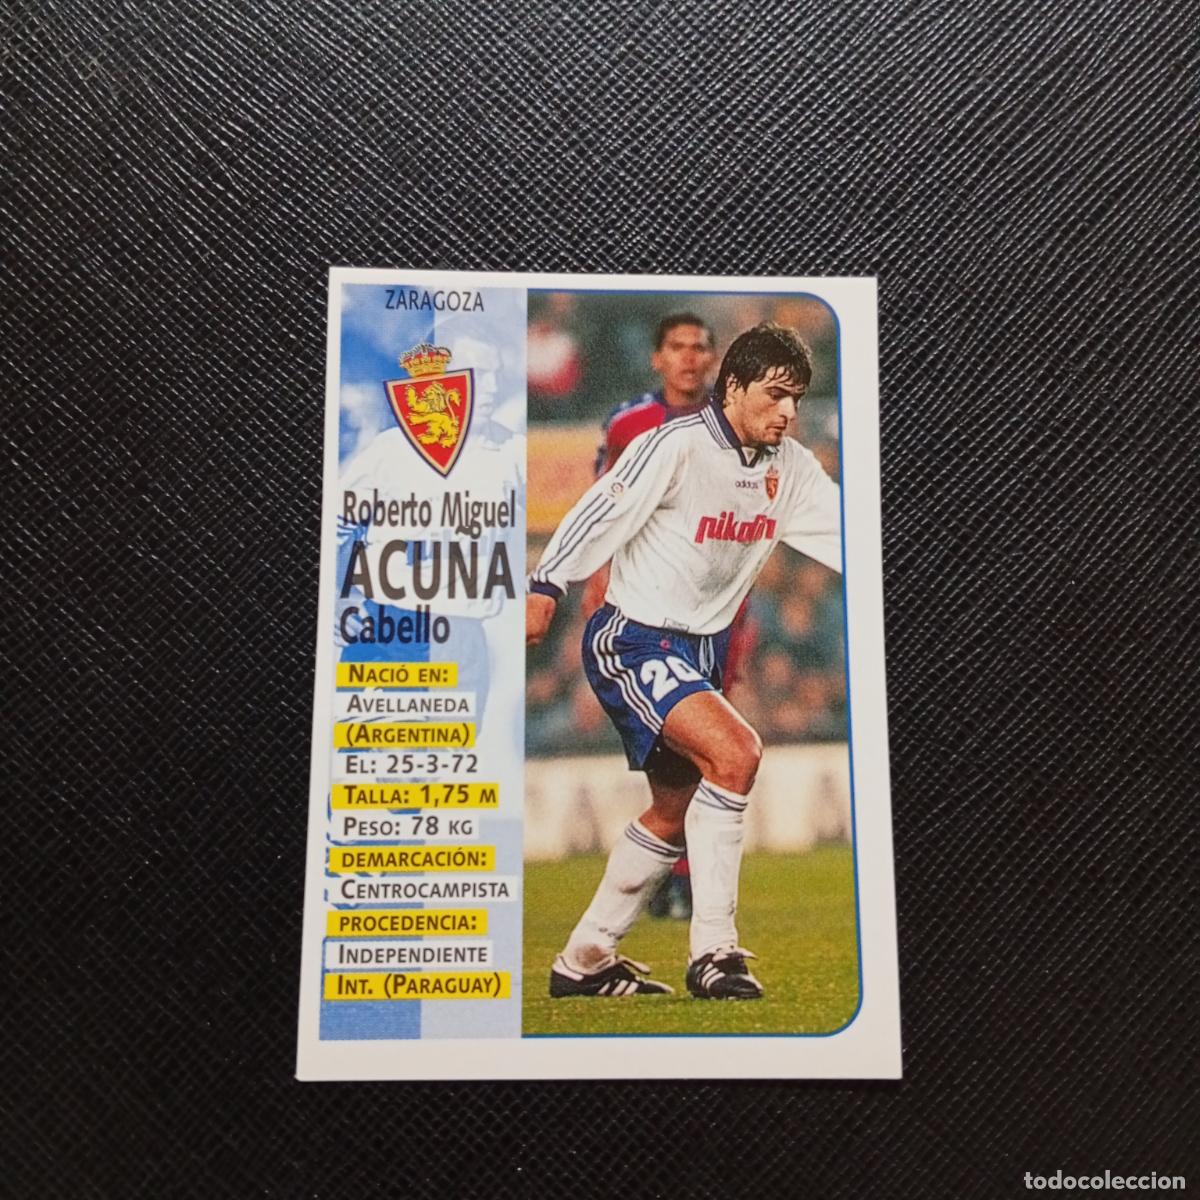 ZARAGOZA
Roberto Miguel
ACUÑA
Cabello
NACIÓ EN:
AVELLANEDA
(ARGENTINA)
EL: 25-3-72
TALLA: 1,75 M
PESO: 78 KG
DEMARCACIÓN:
CENTROCAMPISTA
PROCEDENCIA:
INDEPENDIENTE
INT. (PARAGUAY)
adidas
pikolin
20
todocoleccion